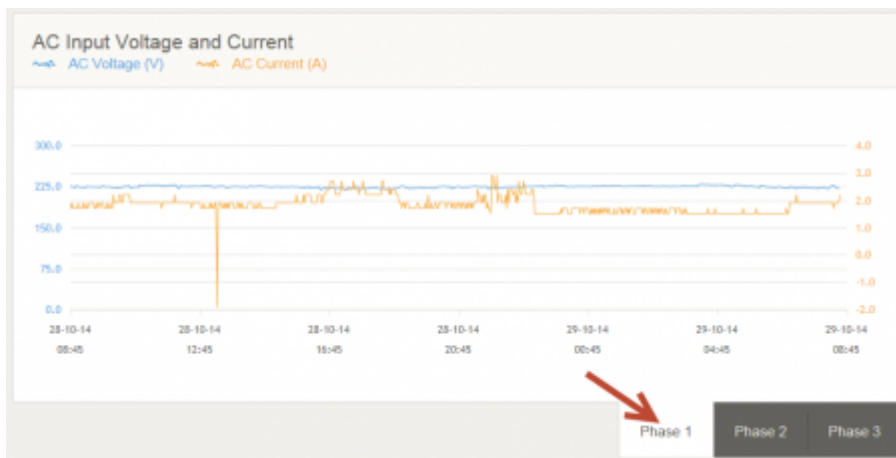 AC Input Voltage and Current
AC Voltage (V) AC Current (A)
300.0 4.0
3.0
225.0 2.0
150.0 1.0
0.0
75.0 -1.0
0.0 -2.0
28-10-14 28-10-14 28-10-14 28-10-14 29-10-14 29-10-14 29-10-14
08:45 12:45 16:45 20:45 00:45 04:45 08:45
Phase 1 Phase 2 Phase 3